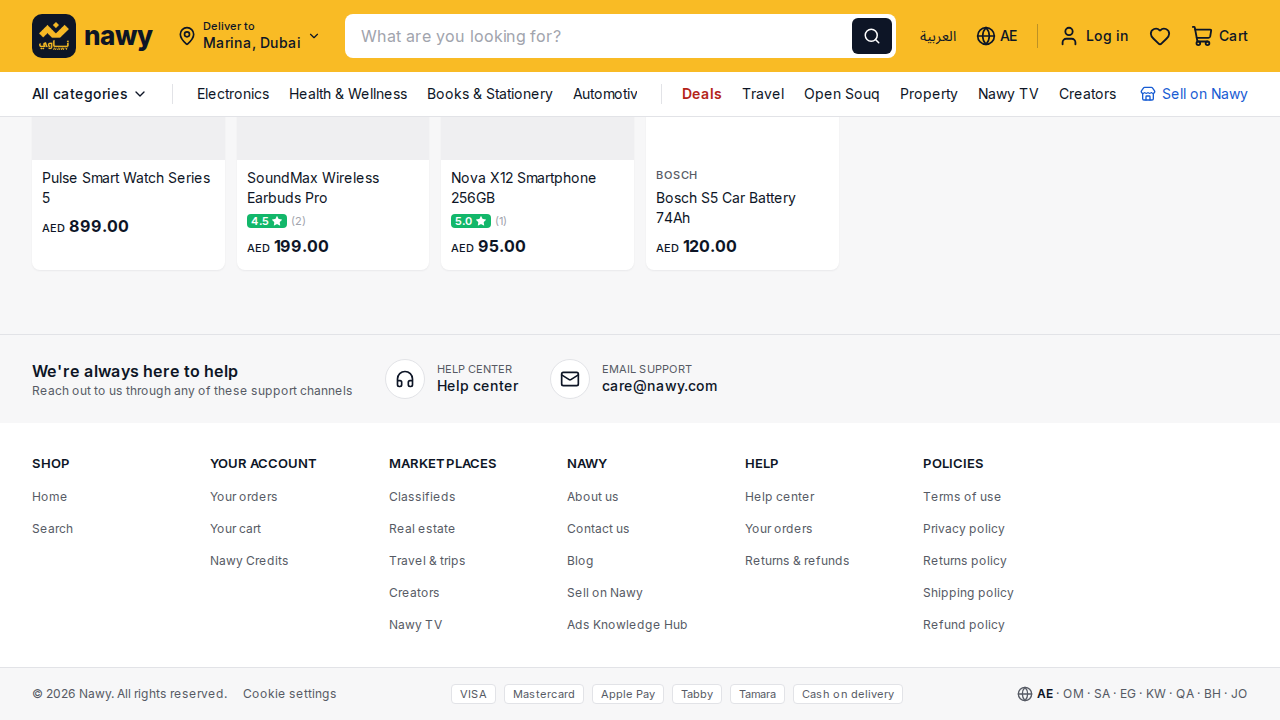 ناوي
NAWY
nawy
Deliver to
Marina, Dubai
What are you looking for?
العربية
AE
Log in
Cart
All categories
Electronics
Health & Wellness
Books & Stationery
Automotiv
Deals
Travel
Open Souq
Property
Nawy TV
Creators
Sell on Nawy
Pulse Smart Watch Series
5
AED 899.00
SoundMax Wireless
Earbuds Pro
4.5 ★ (2)
AED 199.00
Nova X12 Smartphone
256GB
5.0 ★ (1)
AED 95.00
BOSCH
Bosch S5 Car Battery
74Ah
AED 120.00
We're always here to help
Reach out to us through any of these support channels
HELP CENTER
Help center
EMAIL SUPPORT
care@nawy.com
SHOP
Home
Search
YOUR ACCOUNT
Your orders
Your cart
Nawy Credits
MARKETPLACES
Classifieds
Real estate
Travel & trips
Creators
Nawy TV
NAWY
About us
Contact us
Blog
Sell on Nawy
Ads Knowledge Hub
HELP
Help center
Your orders
Returns & refunds
POLICIES
Terms of use
Privacy policy
Returns policy
Shipping policy
Refund policy
© 2026 Nawy. All rights reserved.
Cookie settings
VISA
Mastercard
Apple Pay
Tabby
Tamara
Cash on delivery
AE · OM · SA · EG · KW · QA · BH · JO